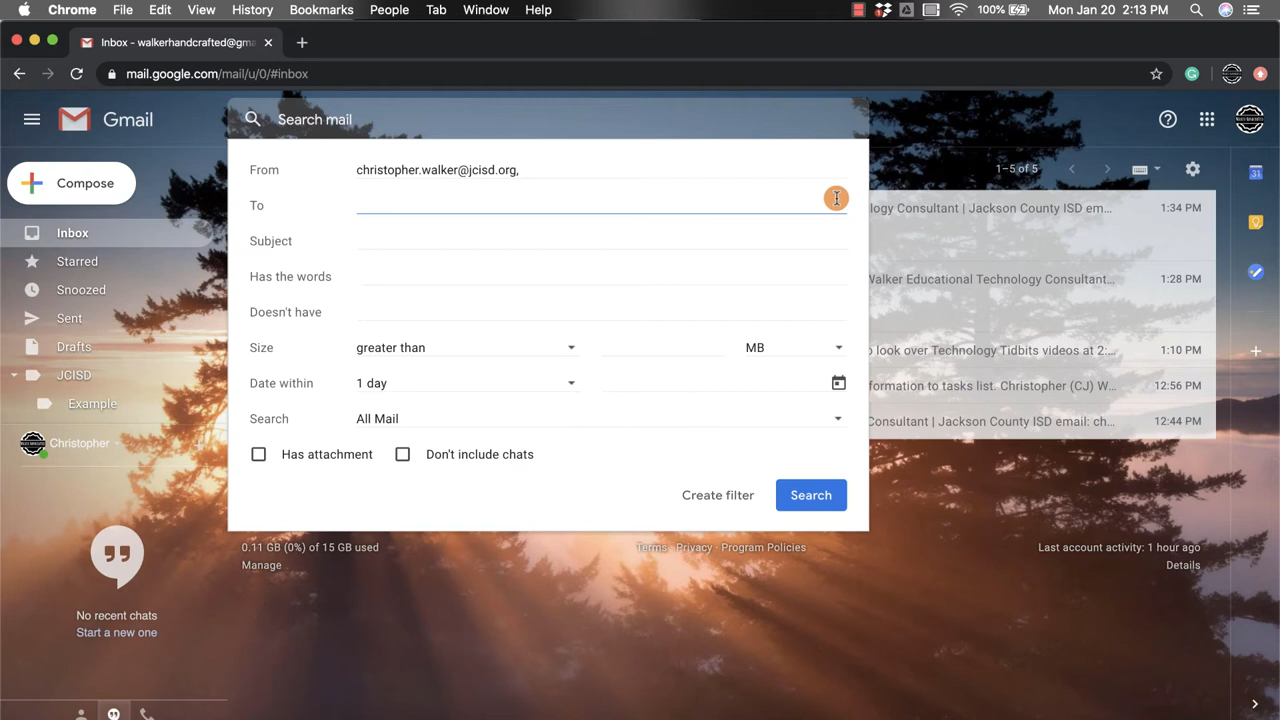 Chrome File Edit View History Bookmarks People Tab Window Help 100% Mon Jan 20 2:13 PM
Inbox - walkerhandcrafted@gma
mail.google.com/mail/u/0/#inbox
Gmail
Search mail
Compose
Inbox
Starred
Snoozed
Sent
Drafts
JCISD
Example
Christopher
No recent chats
Start a new one
From christopher.walker@jcisd.org,
To
Subject
Has the words
Doesn't have
Size greater than MB
Date within 1 day
Search All Mail
Has attachment Don't include chats
Create filter Search
1–5 of 5
logy Consultant | Jackson County ISD em... 1:34 PM
Walker Educational Technology Consultant... 1:28 PM
o look over Technology Tidbits videos at 2:... 1:10 PM
formation to tasks list. Christopher (CJ) W... 12:56 PM
Consultant | Jackson County ISD email: ch... 12:44 PM
31
0.11 GB (0%) of 15 GB used
Manage
Terms - Privacy - Program Policies
Last account activity: 1 hour ago
Details